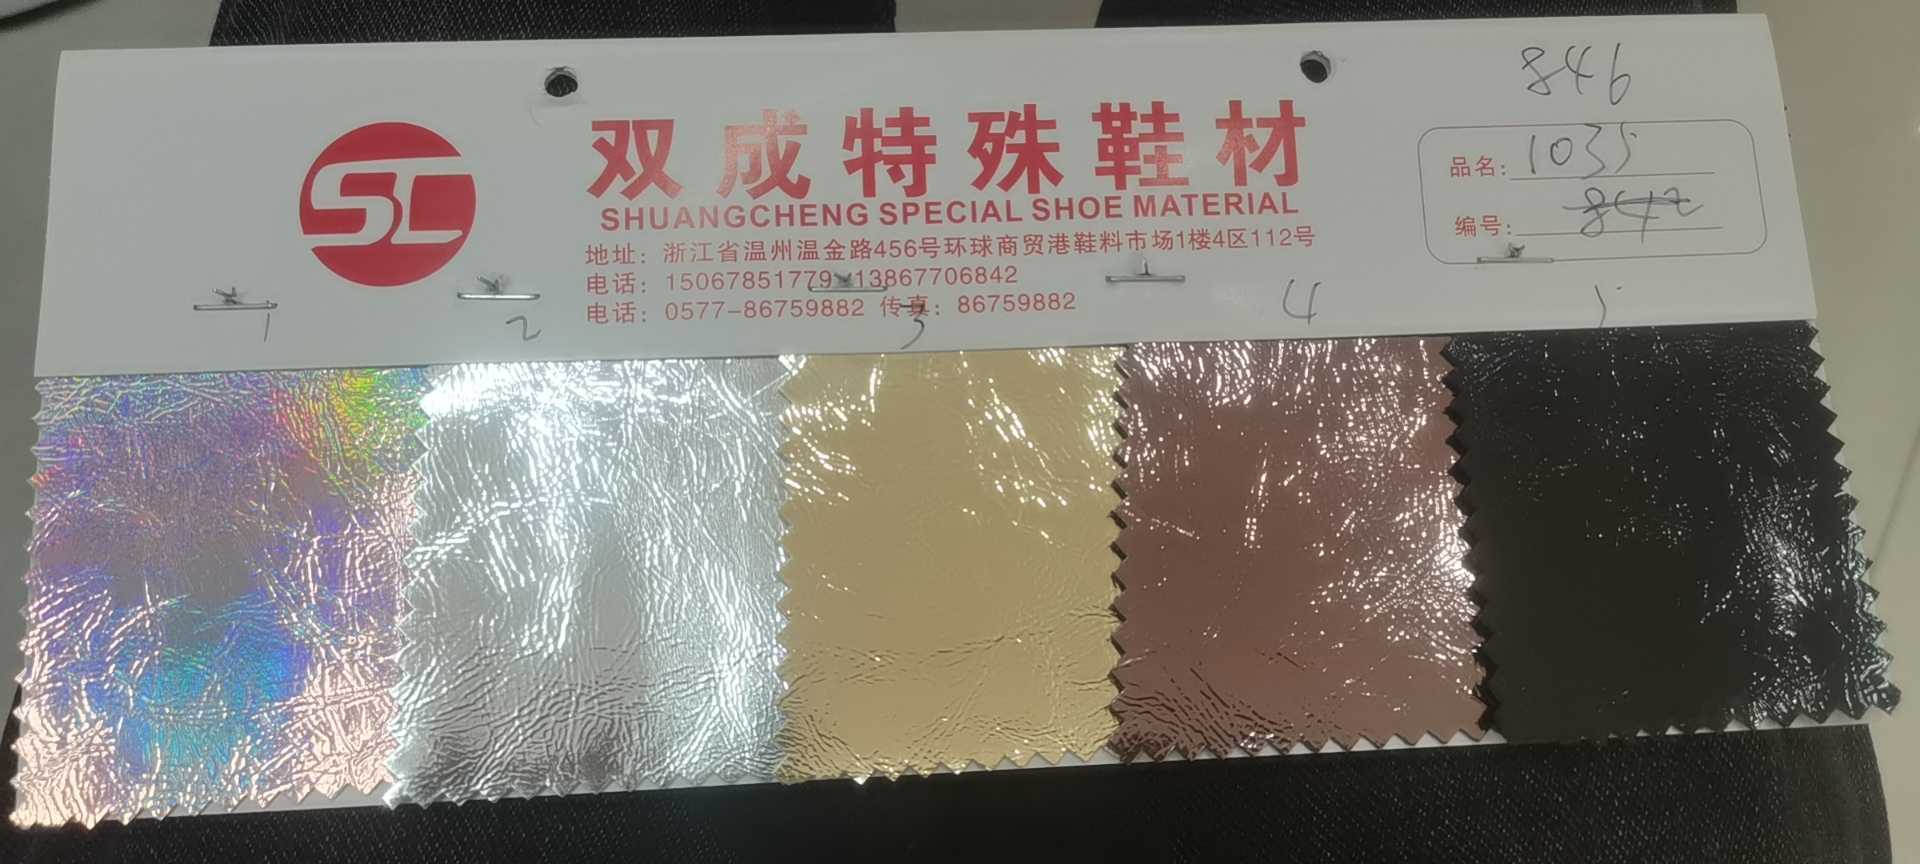 846
SC
双成特殊鞋材
SHUANGCHENG SPECIAL SHOE MATERIAL
品名: 1035
编号: 842
地址: 浙江省温州温金路456号环球商贸港鞋料市场1楼4区112号
电话: 15067851779 13867706842
电话: 0577-86759882 传真: 86759882
1 2 3 4 5